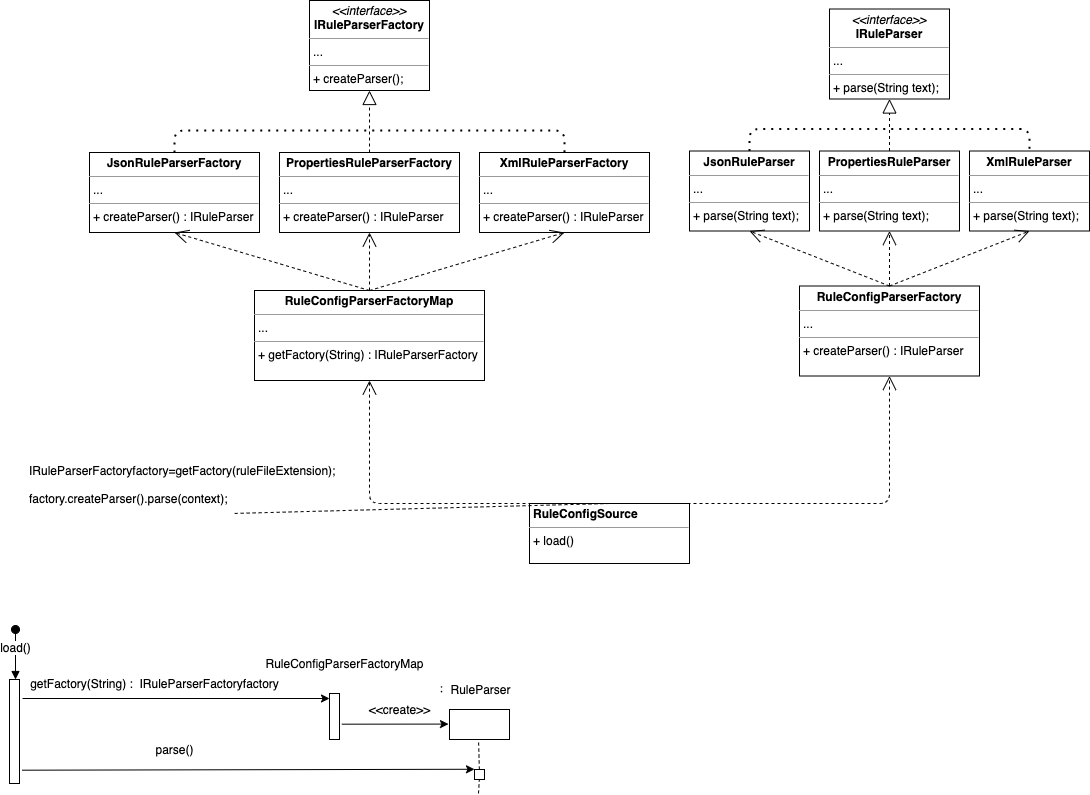 <<interface>>
IRuleParserFactory
...
+ createParser();
<<interface>>
IRuleParser
...
+ parse(String text);
JsonRuleParserFactory
...
+ createParser() : IRuleParser
PropertiesRuleParserFactory
...
+ createParser() : IRuleParser
XmlRuleParserFactory
...
+ createParser() : IRuleParser
JsonRuleParser
...
+ parse(String text);
PropertiesRuleParser
...
+ parse(String text);
XmlRuleParser
...
+ parse(String text);
RuleConfigParserFactoryMap
...
+ getFactory(String) : IRuleParserFactory
RuleConfigParserFactory
...
+ createParser() : IRuleParser
IRuleParserFactoryfactory=getFactory(ruleFileExtension);
factory.createParser().parse(context);
RuleConfigSource
+ load()
load()
getFactory(String) : IRuleParserFactoryfactory
RuleConfigParserFactoryMap
: RuleParser
<<create>>
parse()